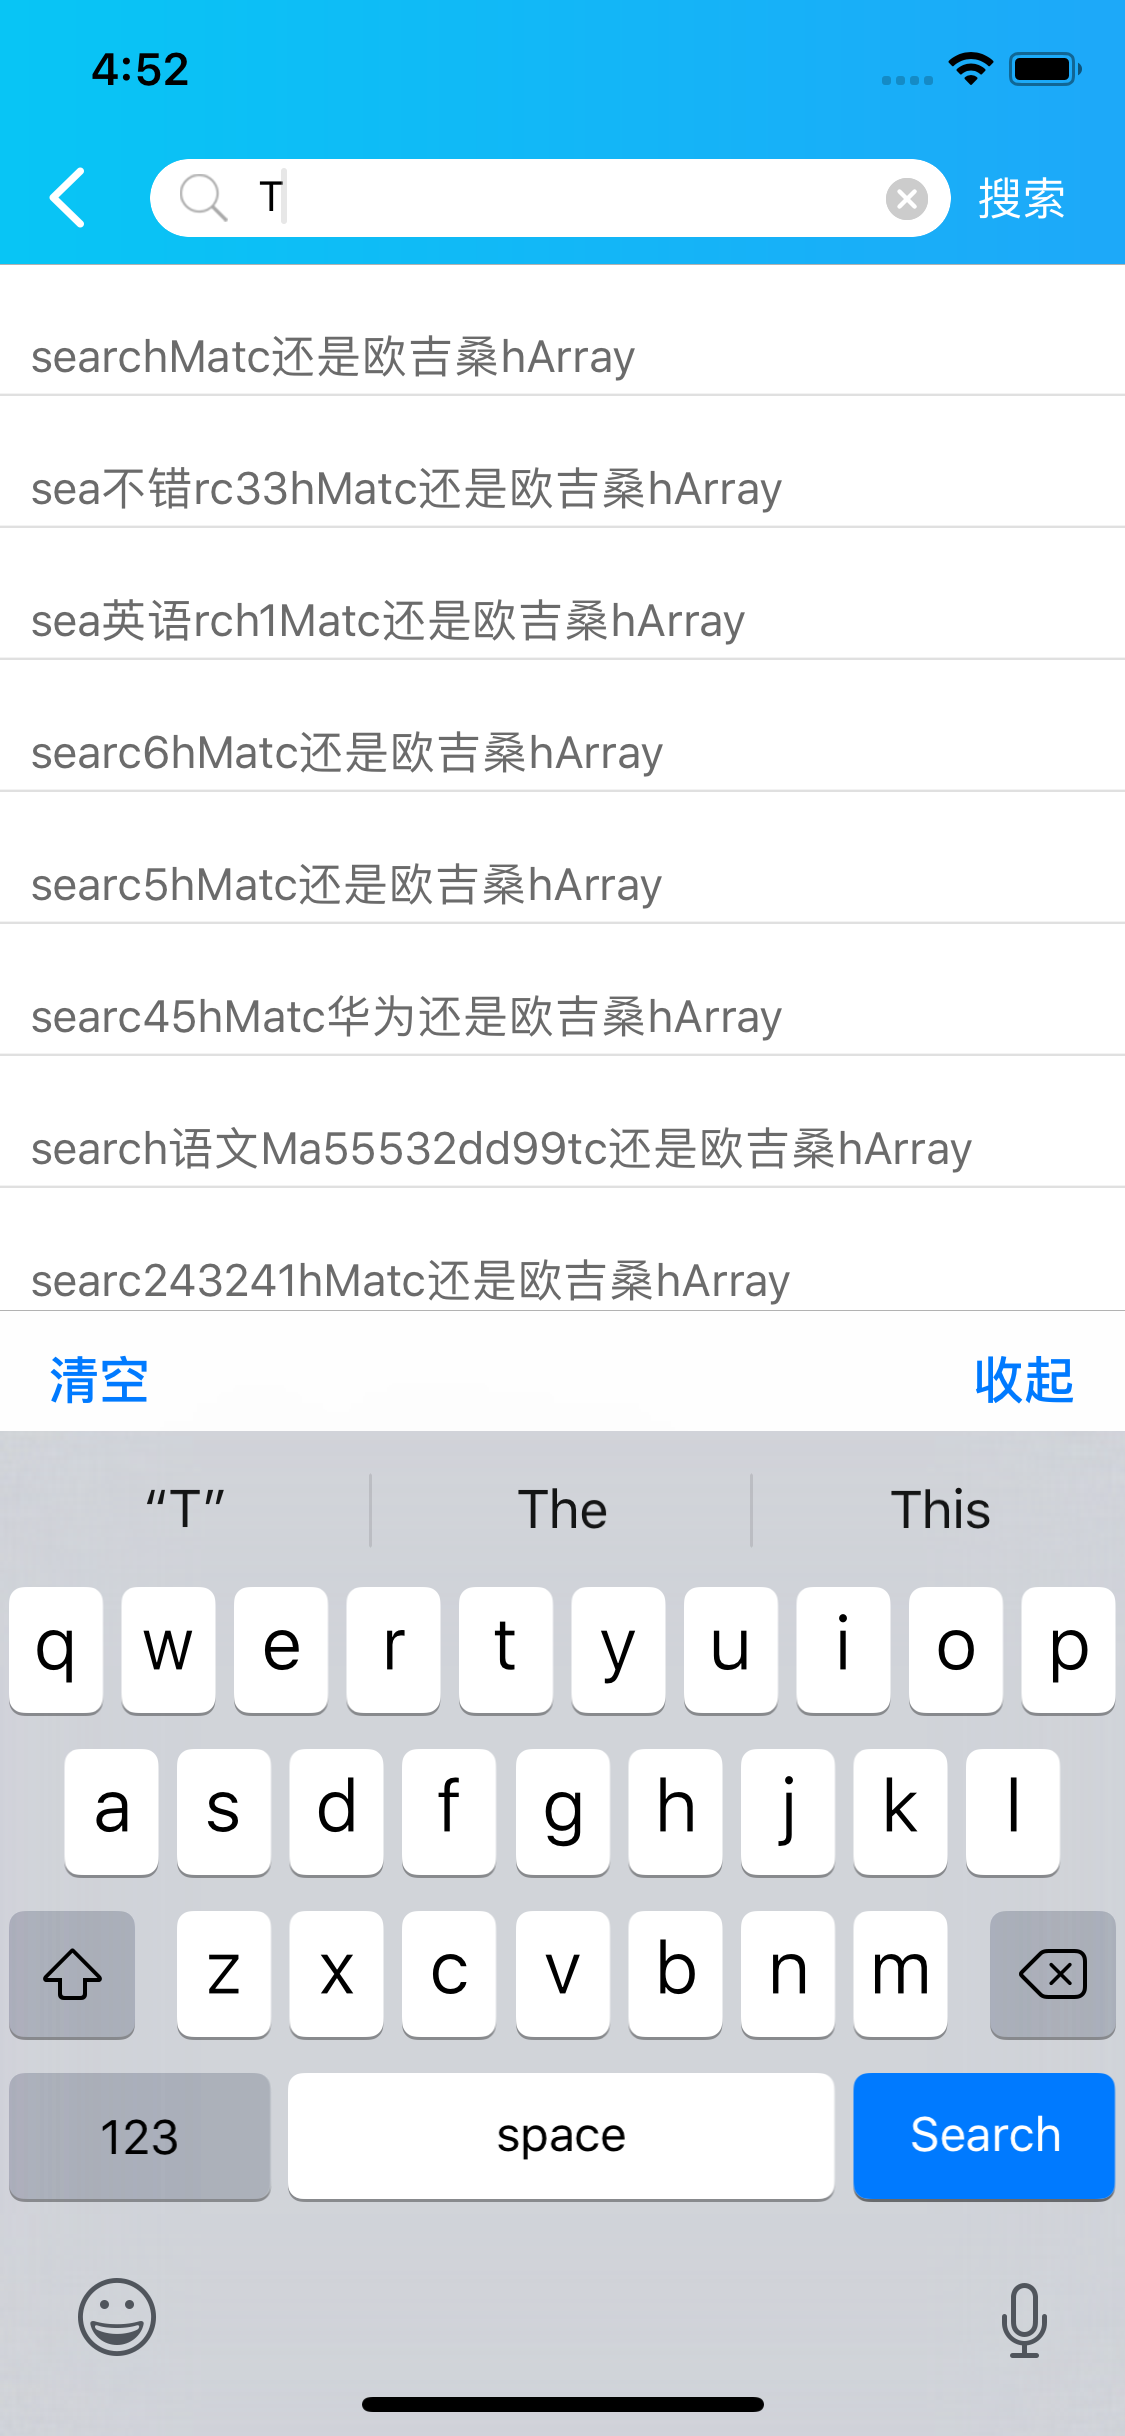 4:52
T
搜索
searchMatc还是欧吉桑hArray
sea不错rc33hMatc还是欧吉桑hArray
sea英语rch1Matc还是欧吉桑hArray
searc6hMatc还是欧吉桑hArray
searc5hMatc还是欧吉桑hArray
searc45hMatc华为还是欧吉桑hArray
search语文Ma55532dd99tc还是欧吉桑hArray
searc243241hMatc还是欧吉桑hArray
清空 收起
“T” The This
q w e r t y u i o p
a s d f g h j k l
z x c v b n m
123 space Search